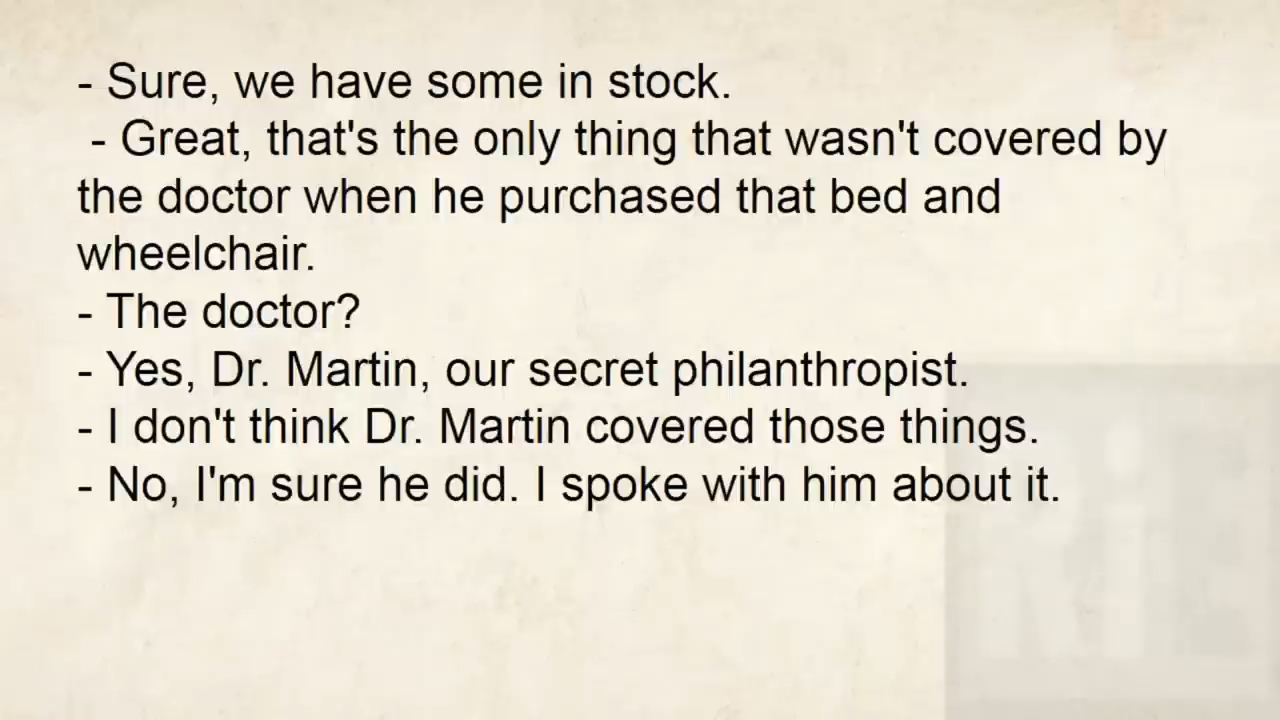 - Sure, we have some in stock.
- Great, that's the only thing that wasn't covered by
the doctor when he purchased that bed and
wheelchair.
- The doctor?
- Yes, Dr. Martin, our secret philanthropist.
- I don't think Dr. Martin covered those things.
- No, I'm sure he did. I spoke with him about it.